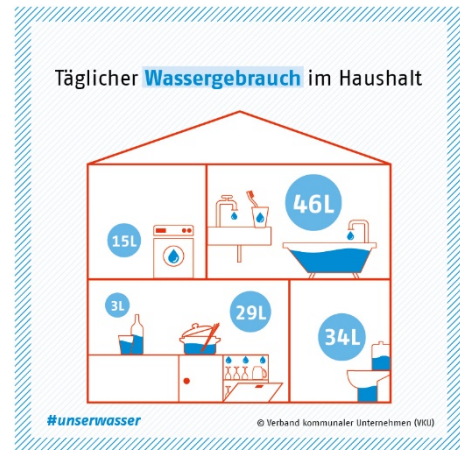 Täglicher Wassergebrauch im Haushalt
46L
15L
3L
29L
34L
#unserwasser
© Verband kommunaler Unternehmen (VKU)